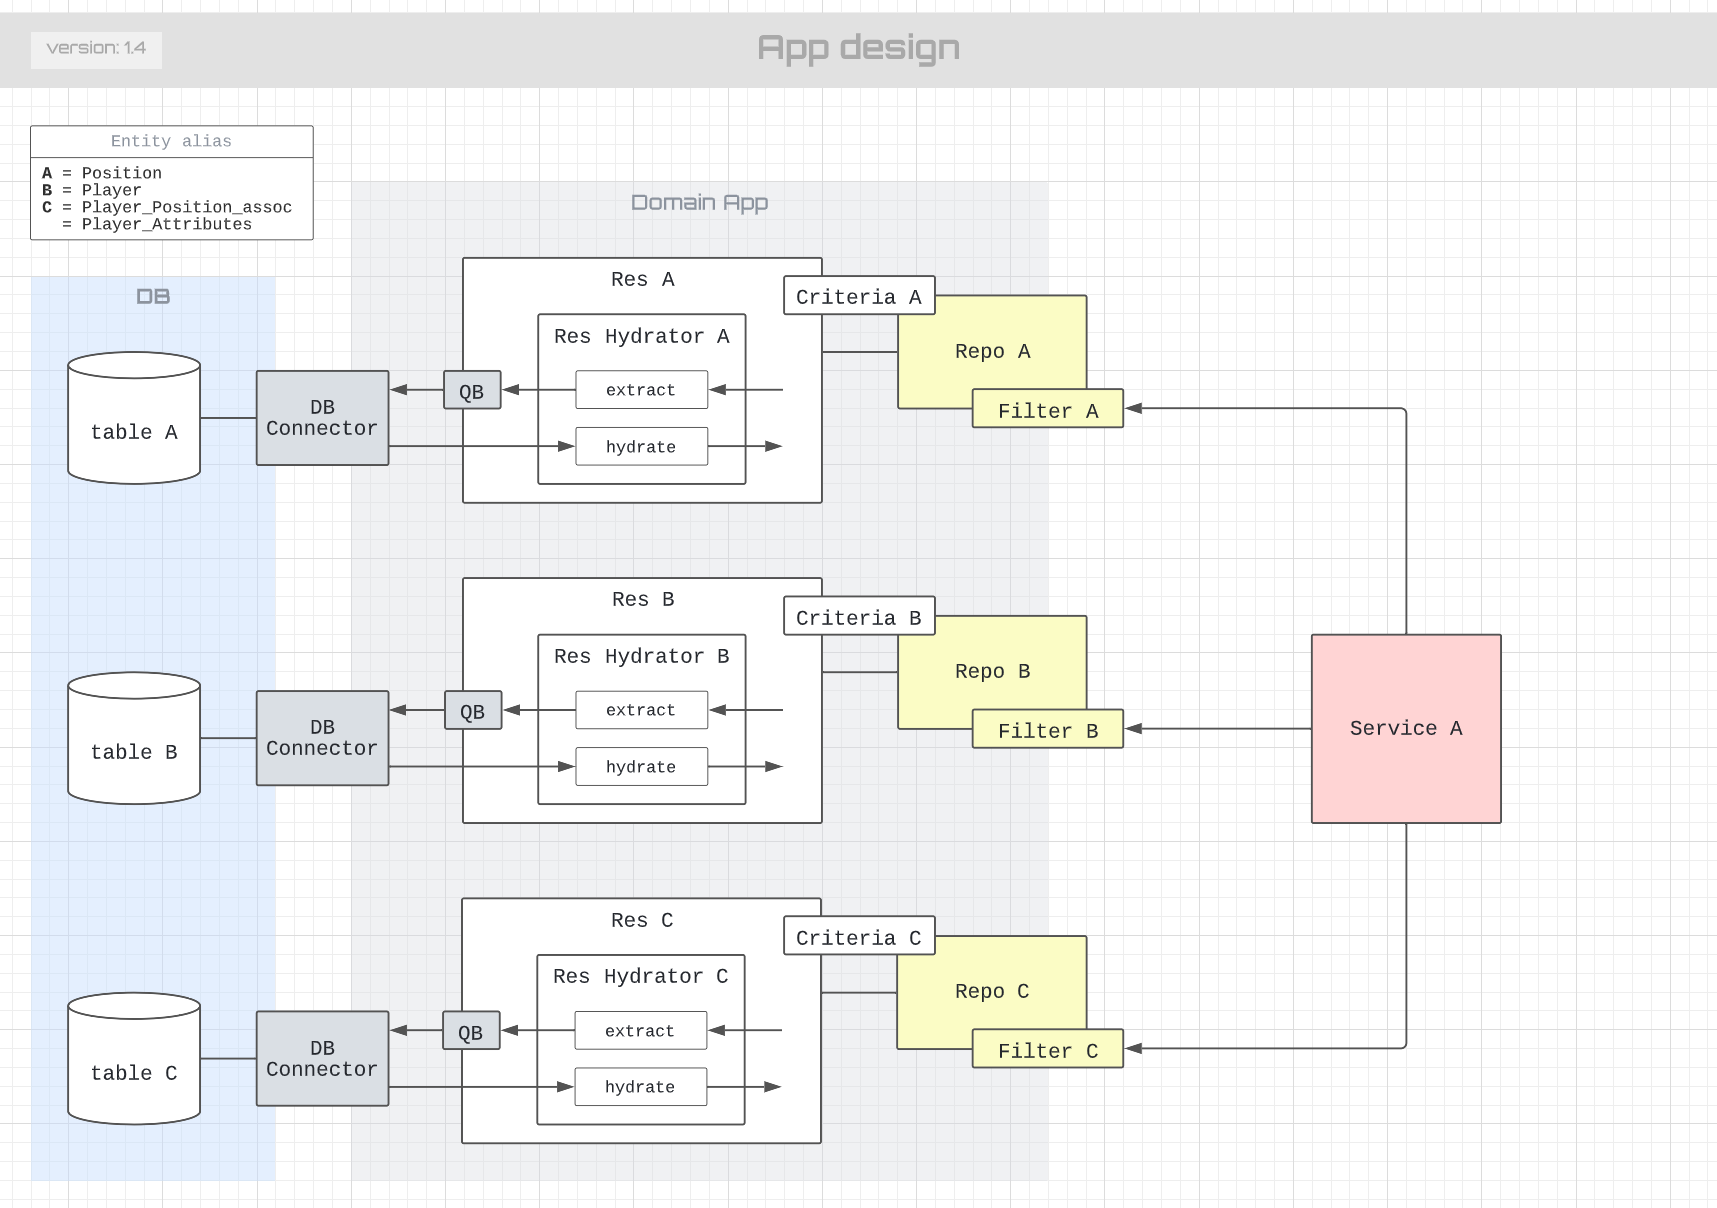 version: 1.4
App design
Entity alias
A = Position
B = Player
C = Player_Position_assoc
= Player_Attributes
Domain App
DB
Res A
Criteria A
Res Hydrator A
Repo A
extract
QB
DB
Connector
Filter A
table A
hydrate
Res B
Criteria B
Res Hydrator B
Repo B
extract
QB
DB
Connector
Filter B
Service A
table B
hydrate
Res C
Criteria C
Res Hydrator C
Repo C
extract
QB
DB
Connector
Filter C
table C
hydrate